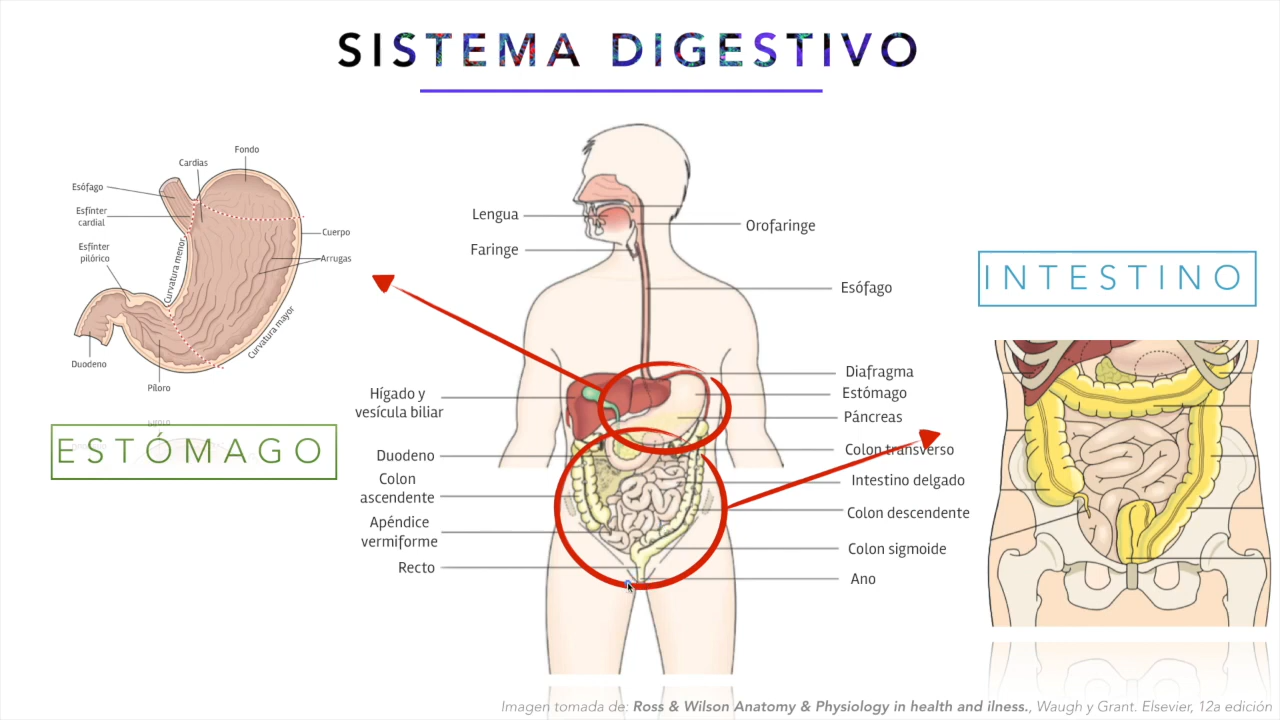 SISTEMA DIGESTIVO
Fondo
Cardias
Esófago
Esfínter
cardial
Esfínter
pilórico
Curvatura menor
Cuerpo
Arrugas
Curvatura mayor
Duodeno
Píloro
ESTÓMAGO
Lengua
Faringe
Orofaringe
Esófago
Hígado y
vesícula biliar
Duodeno
Colon
ascendente
Apéndice
vermiforme
Recto
Diafragma
Estómago
Páncreas
Colon transverso
Intestino delgado
Colon descendente
Colon sigmoide
Ano
INTESTINO
Imagen tomada de: Ross & Wilson Anatomy & Physiology in health and ilness., Waugh y Grant. Elsevier, 12a edición